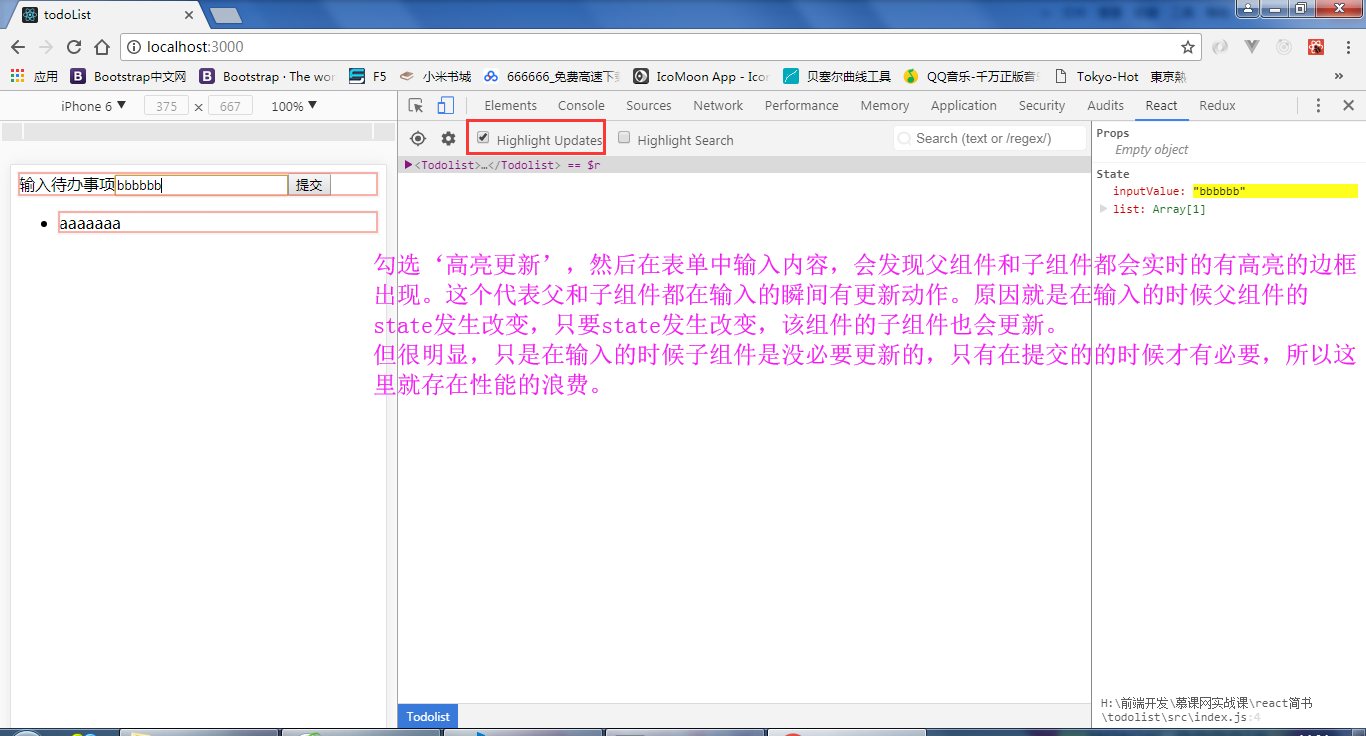 todoList
localhost:3000
应用 Bootstrap中文网 Bootstrap · The wor F5 小米书城 666666_免费高速下载 IcoMoon App - Icon 贝塞尔曲线工具 QQ音乐-千万正版音 Tokyo-Hot 東京熱 »
iPhone 6 ▼ 375 × 667 100% ▼
Elements Console Sources Network Performance Memory Application Security Audits React Redux
Highlight Updates Highlight Search Search (text or /regex/)
<Todolist>…</Todolist> == $r
Props
Empty object
State
inputValue: "bbbbbb"
list: Array[1]
输入待办事项 bbbbbb 提交
aaaaaaa
勾选‘高亮更新’，然后在表单中输入内容，会发现父组件和子组件都会实时的有高亮的边框
出现。这个代表父和子组件都在输入的瞬间有更新动作。原因就是在输入的时候父组件的
state发生改变，只要state发生改变，该组件的子组件也会更新。
但很明显，只是在输入的时候子组件是没必要更新的，只有在提交的的时候才有必要，所以这
里就存在性能的浪费。
Todolist
H:\前端开发\慕课网实战课\react简书
\todolist\src\index.js:4